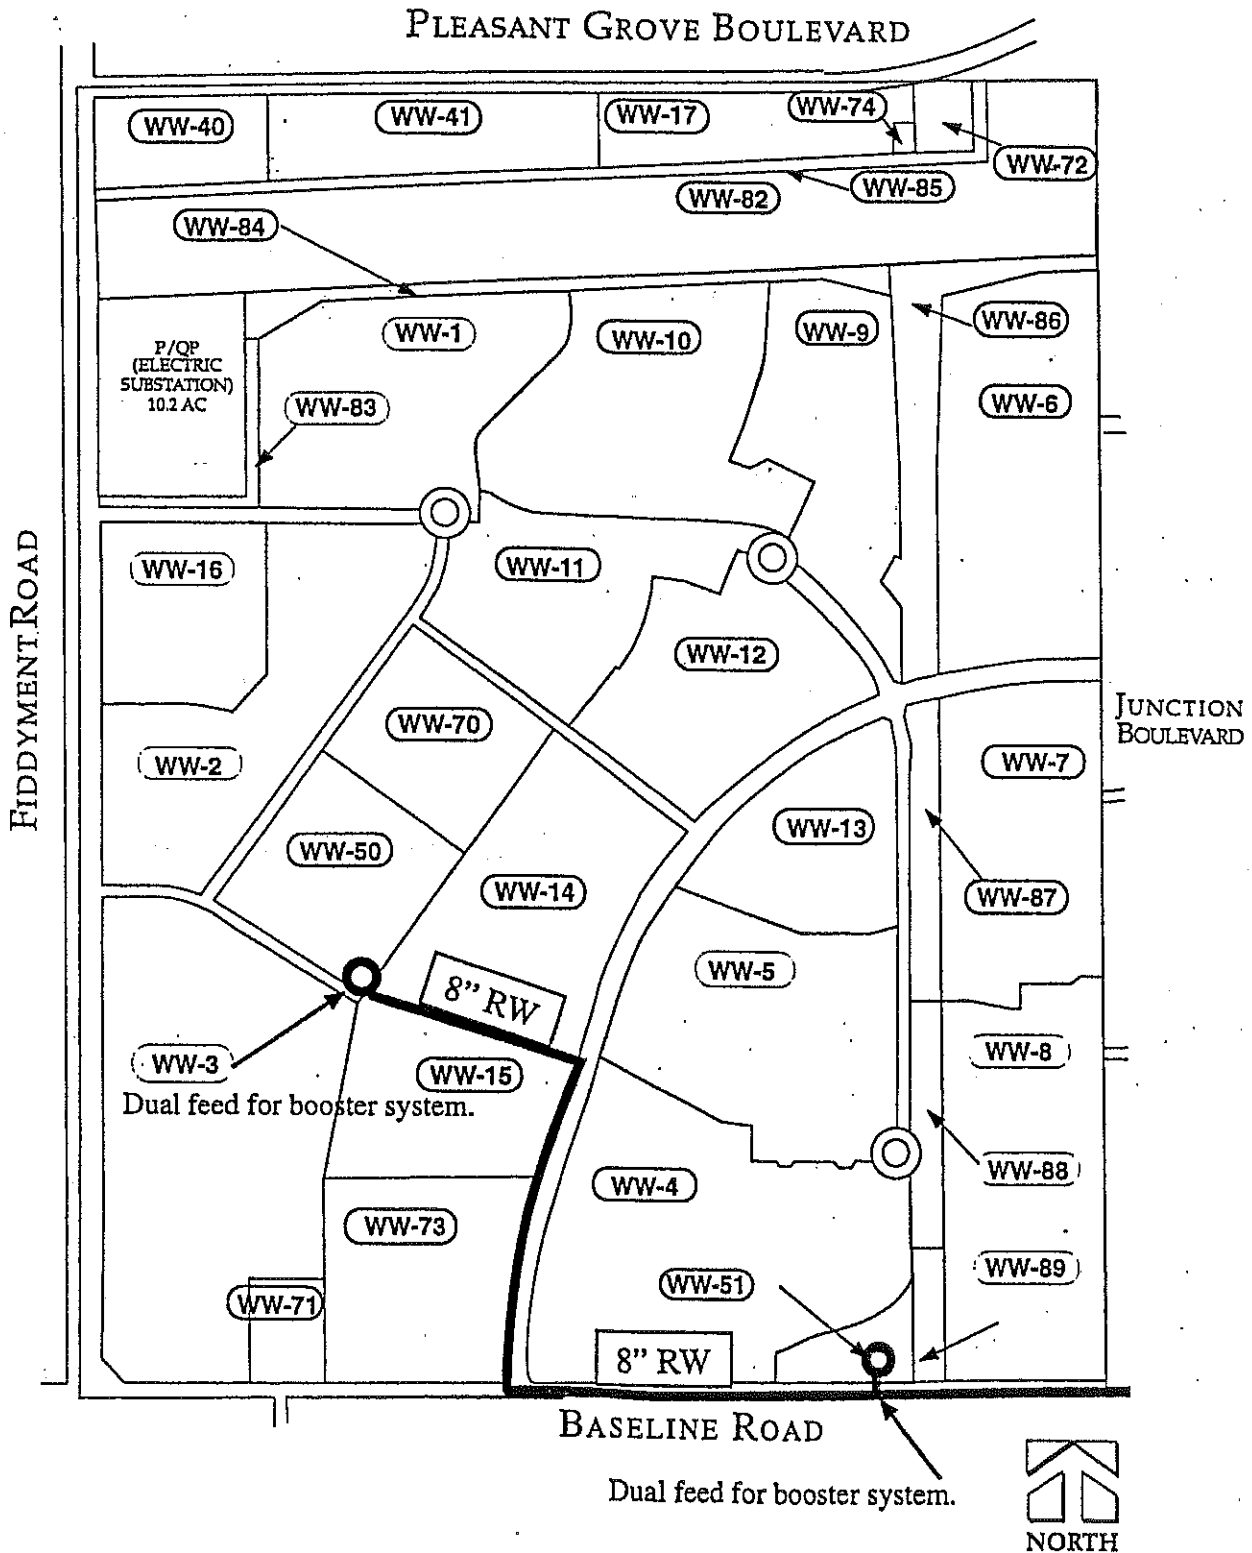 PLEASANT GROVE BOULEVARD
WW-40
WW-41
WW-17
WW-74
WW-72
WW-85
WW-82
WW-84
WW-1
WW-10
WW-9
WW-86
P/QP
(ELECTRIC
SUBSTATION)
10.2 AC
WW-83
WW-6
FIDDYMENT ROAD
WW-16
WW-11
WW-12
WW-70
JUNCTION
BOULEVARD
WW-2
WW-7
WW-13
WW-50
WW-14
WW-87
WW-5
8” RW
WW-3
WW-15
WW-8
Dual feed for booster system.
WW-4
WW-88
WW-73
WW-89
WW-51
WW-71
8” RW
BASELINE ROAD
Dual feed for booster system.
NORTH